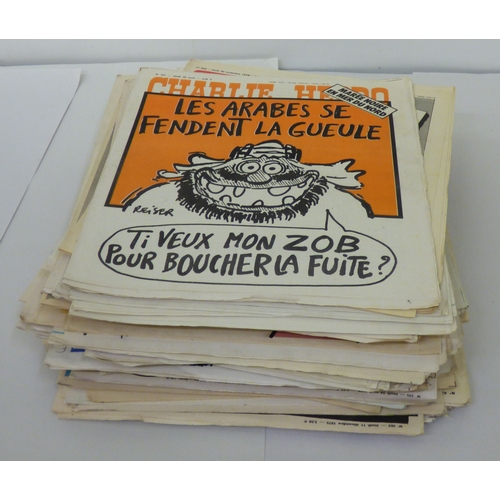 CHARLIE HEBDO
MARÉE NOIRE
EN MER DU NORD
LES ARABES SE
FENDENT LA GUEULE
REISER
TI VEUX MON ZOB
POUR BOUCHER LA FUITE?